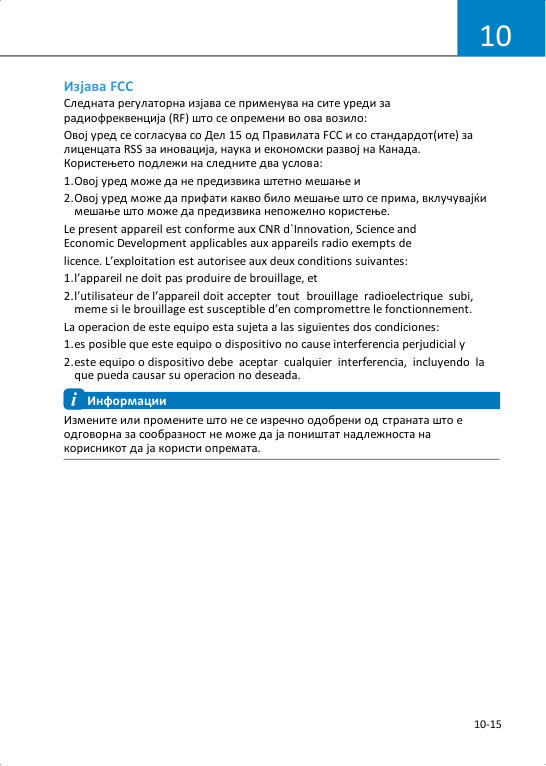 10
Изјава FCC
Следната регулаторна изјава се применува на сите уреди за
радиофреквенција (RF) што се опремени во ова возило:
Овој уред се согласува со Дел 15 од Правилата FCC и со стандардот(ите) за
лиценцата RSS за иновација, наука и економски развој на Канада.
Користењето подлежи на следните два услова:
1.Овој уред може да не предизвика штетно мешање и
2.Овој уред може да прифати какво било мешање што се прима, вклучувајќи
мешање што може да предизвика непожелно користење.
Le present appareil est conforme aux CNR d`Innovation, Science and
Economic Development applicables aux appareils radio exempts de
licence. L’exploitation est autorisee aux deux conditions suivantes:
1.l’appareil ne doit pas produire de brouillage, et
2.l’utilisateur de l’appareil doit accepter tout brouillage radioelectrique subi,
meme si le brouillage est susceptible d’en compromettre le fonctionnement.
La operacion de este equipo esta sujeta a las siguientes dos condiciones:
1.es posible que este equipo o dispositivo no cause interferencia perjudicial y
2.este equipo o dispositivo debe aceptar cualquier interferencia, incluyendo la
que pueda causar su operacion no deseada.
i Информации
Измените или промените што не се изречно одобрени од страната што е
одговорна за сообразност не може да ја поништат надлежноста на
корисникот да ја користи опремата.
10-15